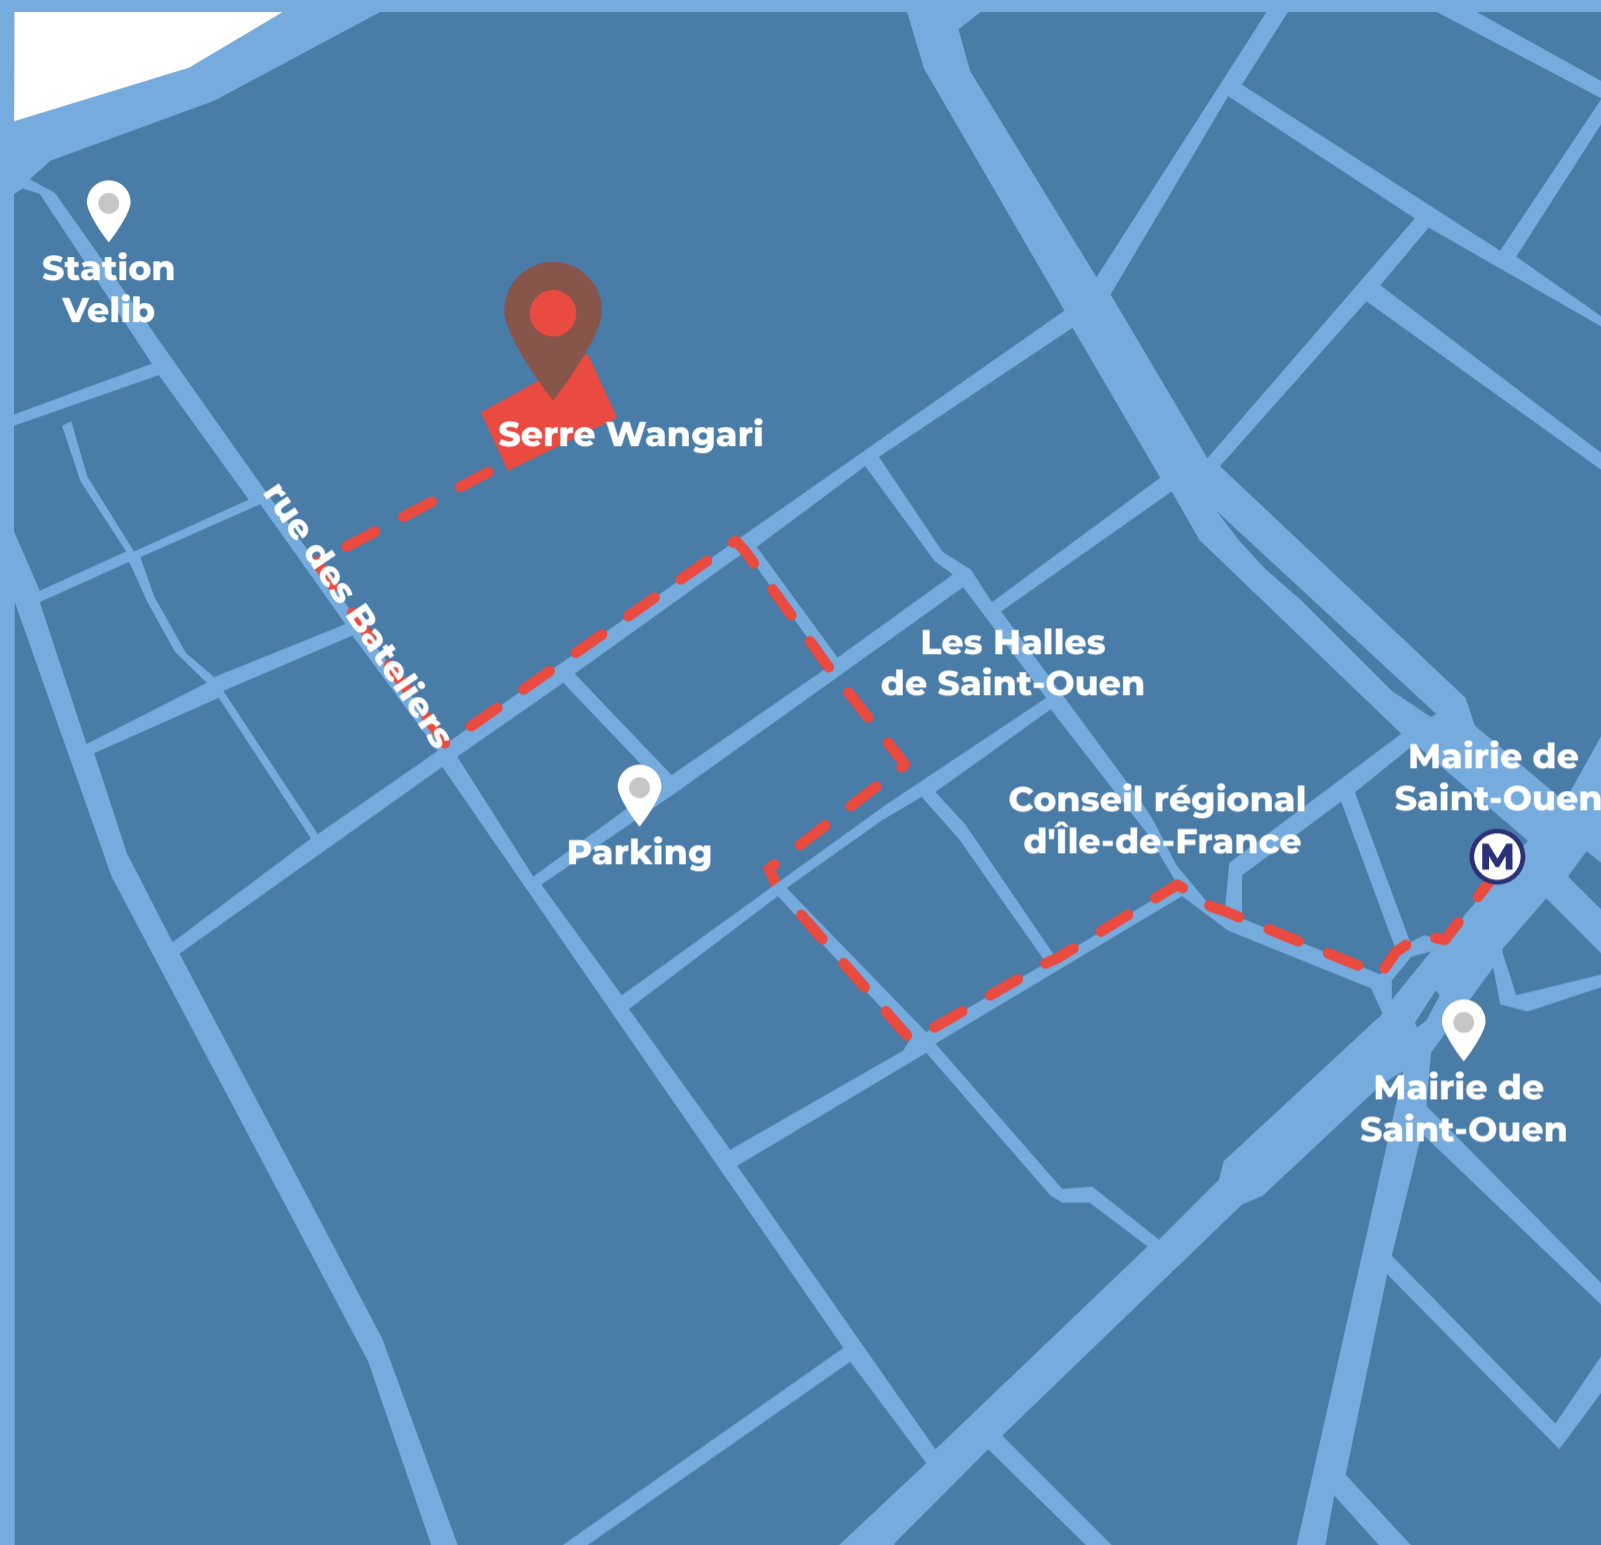 Station
Velib
Serre Wangari
rue des Bateliers
Les Halles
de Saint-Ouen
Mairie de
Saint-Ouen
Conseil régional
d'Île-de-France
M
Parking
Mairie de
Saint-Ouen